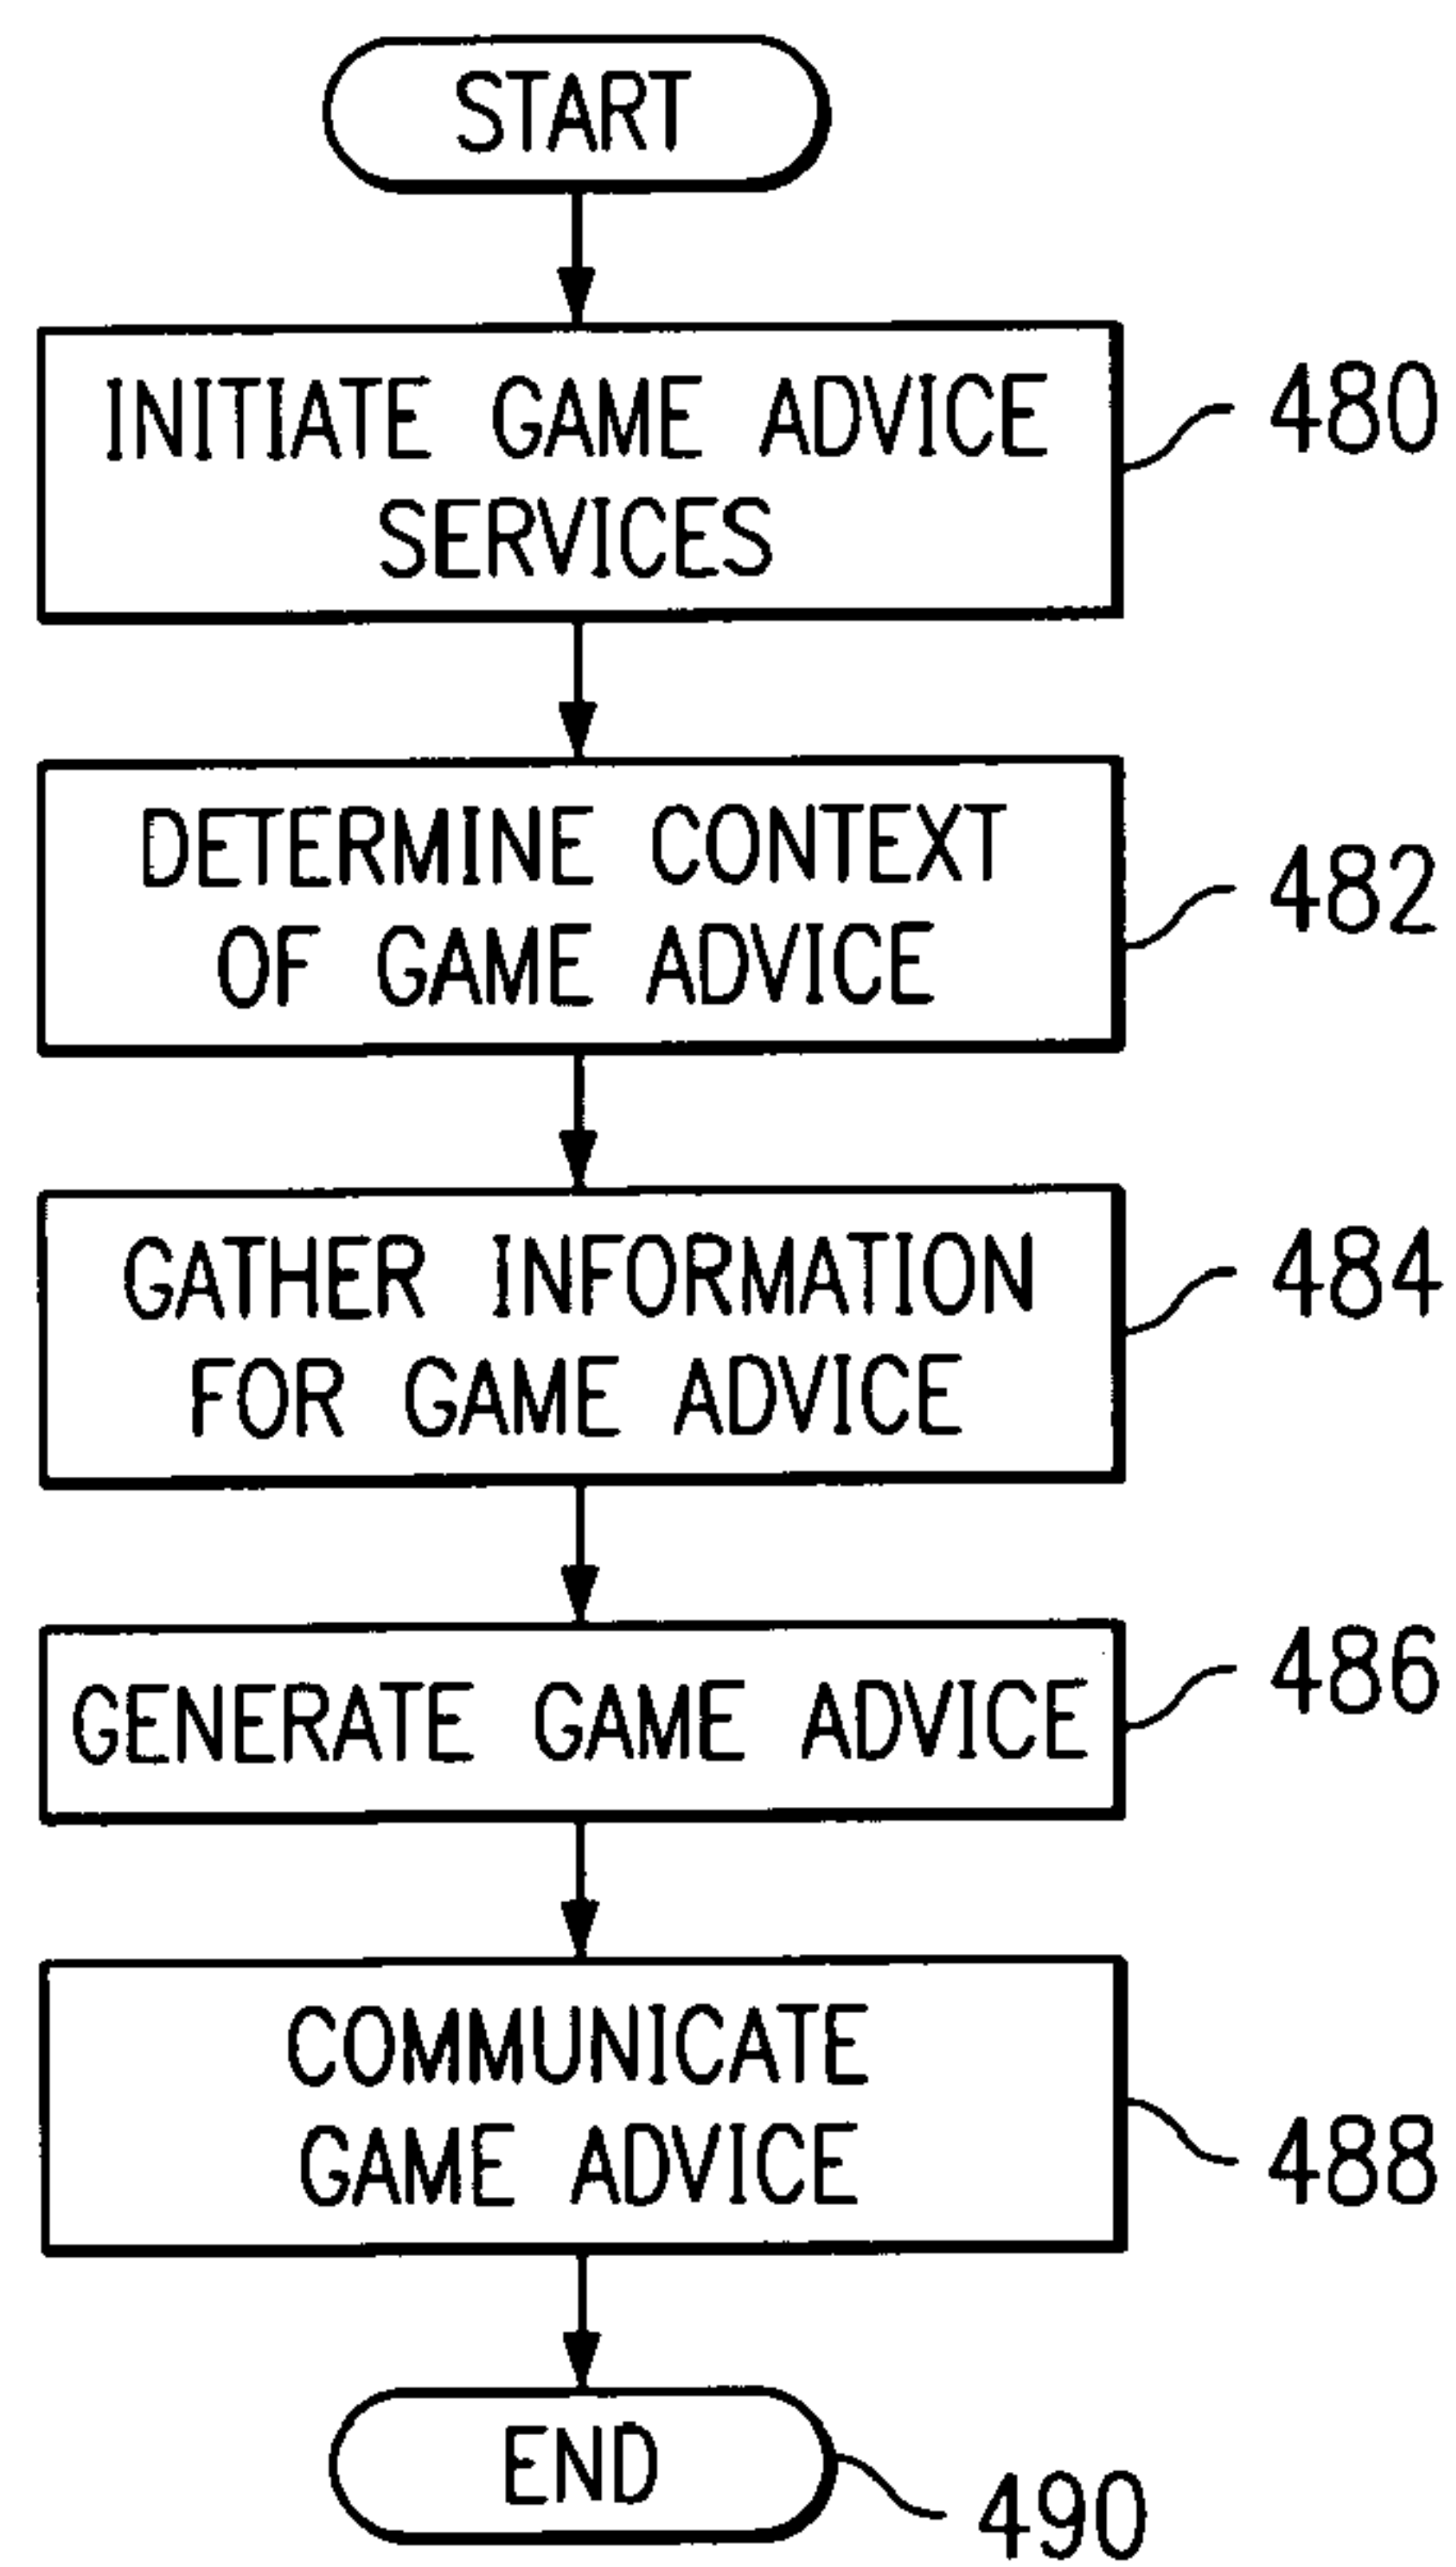 START
INITIATE GAME ADVICE
SERVICES
480
DETERMINE CONTEXT
OF GAME ADVICE
482
GATHER INFORMATION
FOR GAME ADVICE
484
GENERATE GAME ADVICE
486
COMMUNICATE
GAME ADVICE
488
END
490